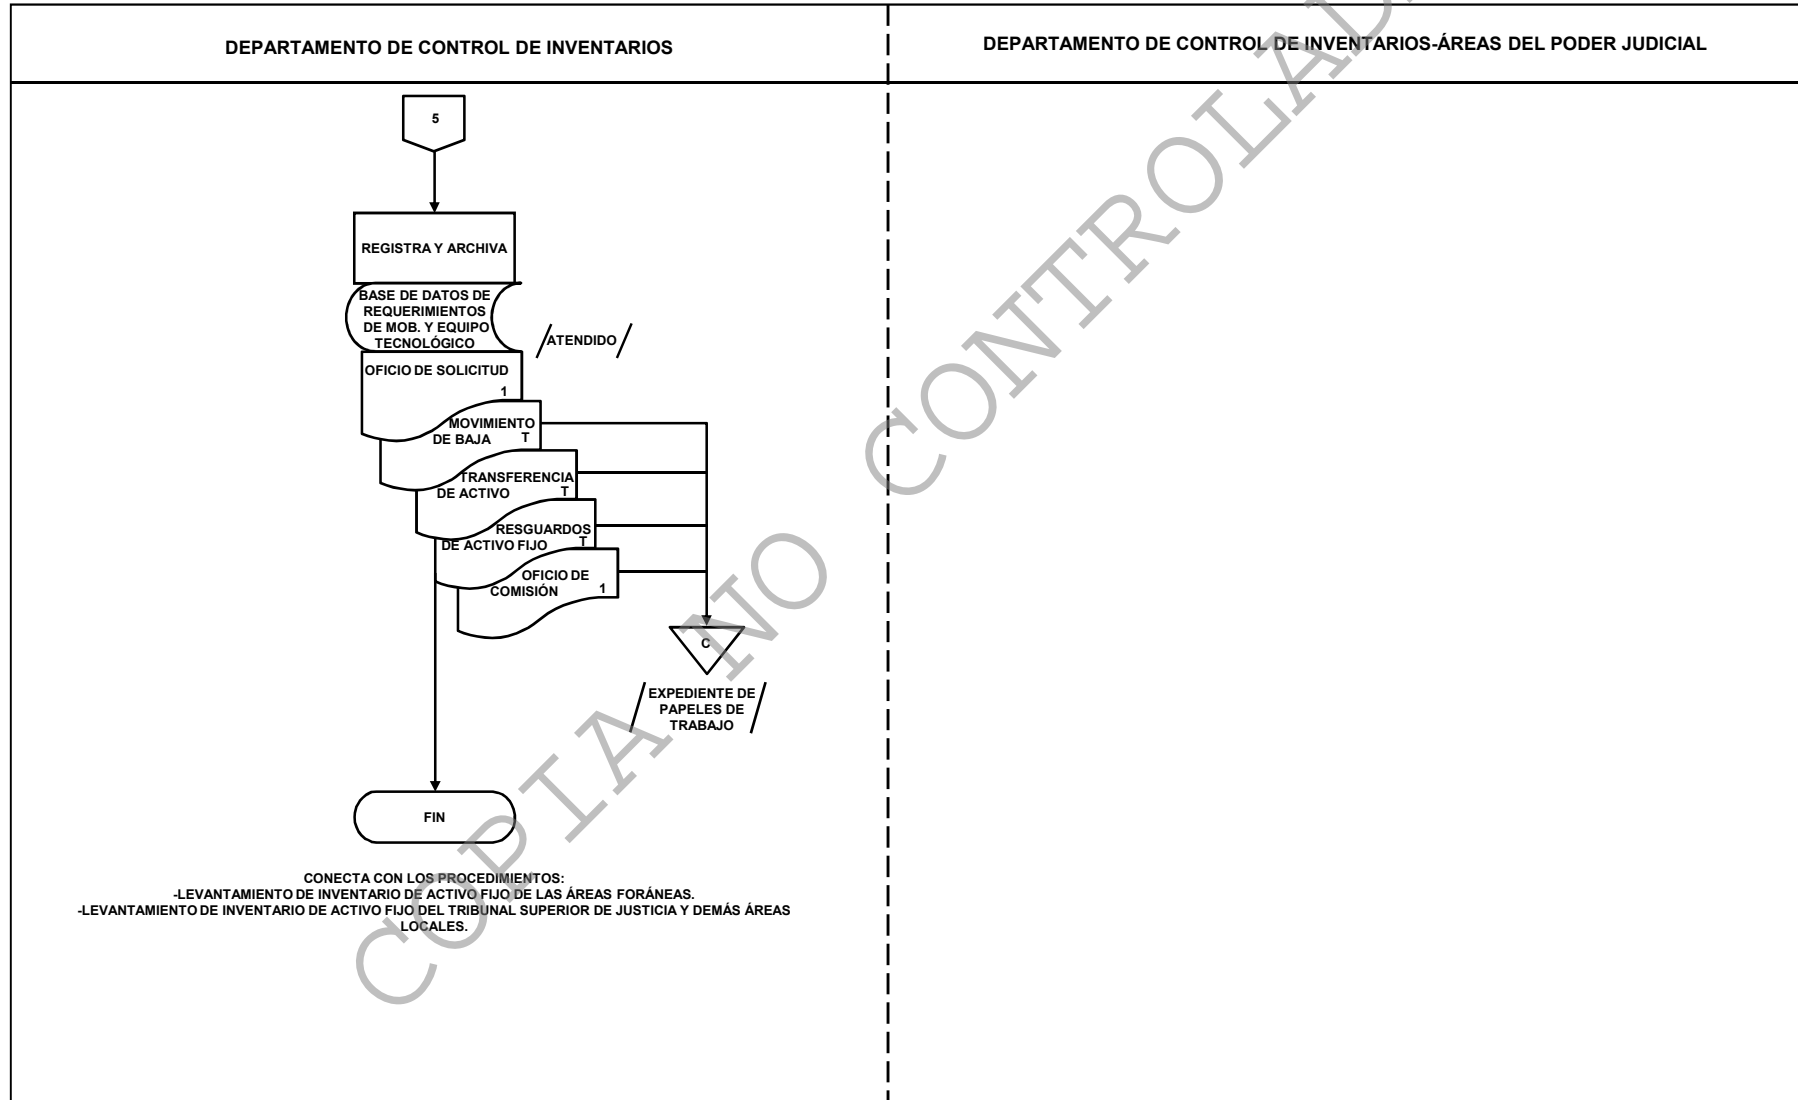 DEPARTAMENTO DE CONTROL DE INVENTARIOS
DEPARTAMENTO DE CONTROL DE INVENTARIOS-ÁREAS DEL PODER JUDICIAL
5
REGISTRA Y ARCHIVA
BASE DE DATOS DE
REQUERIMIENTOS
DE MOB. Y EQUIPO
TECNOLÓGICO
/ATENDIDO/
OFICIO DE SOLICITUD
1
MOVIMIENTO
DE BAJA T
TRANSFERENCIA
DE ACTIVO T
RESGUARDOS
DE ACTIVO FIJO T
OFICIO DE
COMISIÓN 1
C
EXPEDIENTE DE
PAPELES DE
TRABAJO
FIN
CONECTA CON LOS PROCEDIMIENTOS:
-LEVANTAMIENTO DE INVENTARIO DE ACTIVO FIJO DE LAS ÁREAS FORÁNEAS.
-LEVANTAMIENTO DE INVENTARIO DE ACTIVO FIJO DEL TRIBUNAL SUPERIOR DE JUSTICIA Y DEMÁS ÁREAS
LOCALES.
COPIA NO CONTROLAD